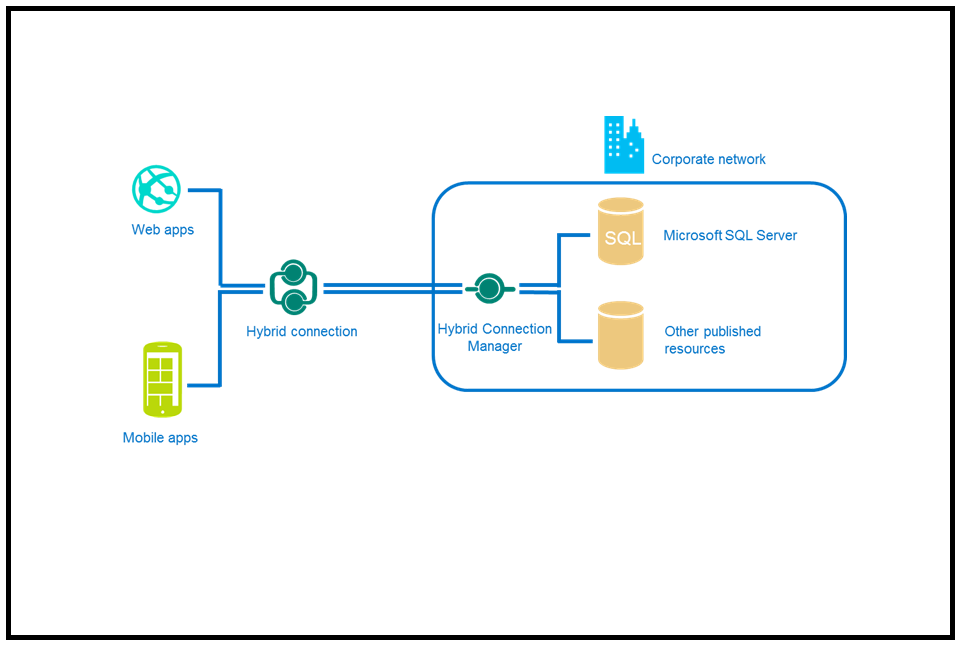 Corporate network
Web apps
SQL
Microsoft SQL Server
Hybrid connection
Hybrid Connection
Manager
Other published
resources
Mobile apps